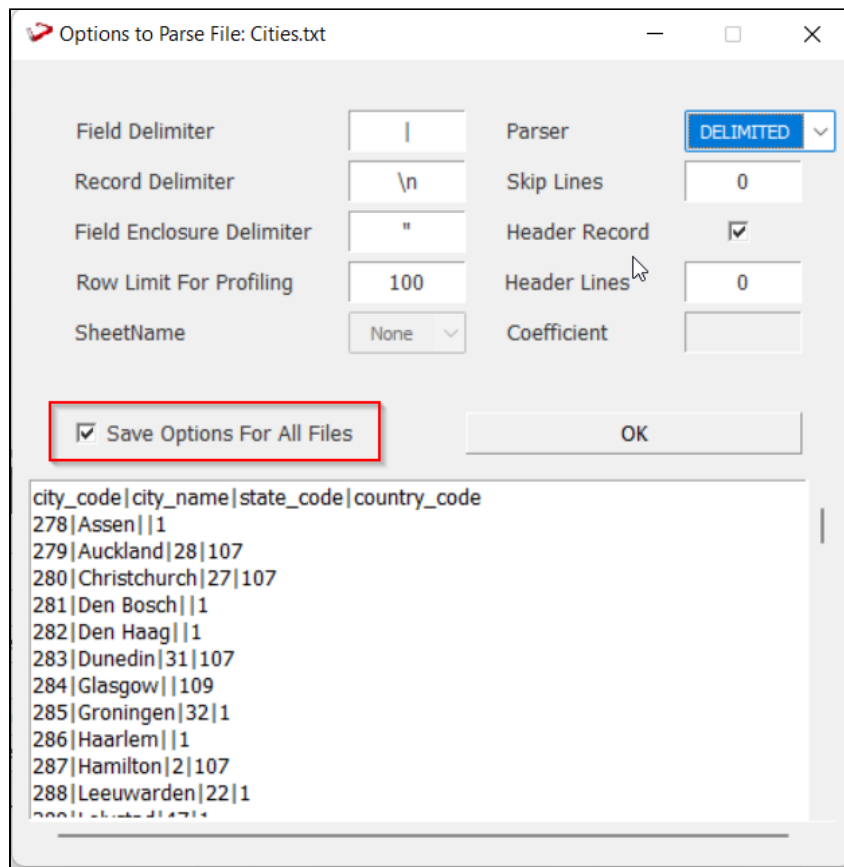 Options to Parse File: Cities.txt
Field Delimiter | Parser DELIMITED
Record Delimiter \n Skip Lines 0
Field Enclosure Delimiter " Header Record
Row Limit For Profiling 100 Header Lines 0
SheetName None Coefficient
Save Options For All Files OK
city_code|city_name|state_code|country_code
278|Assen||1
279|Auckland|28|107
280|Christchurch|27|107
281|Den Bosch||1
282|Den Haag||1
283|Dunedin|31|107
284|Glasgow||109
285|Groningen|32|1
286|Haarlem||1
287|Hamilton|2|107
288|Leeuwarden|22|1